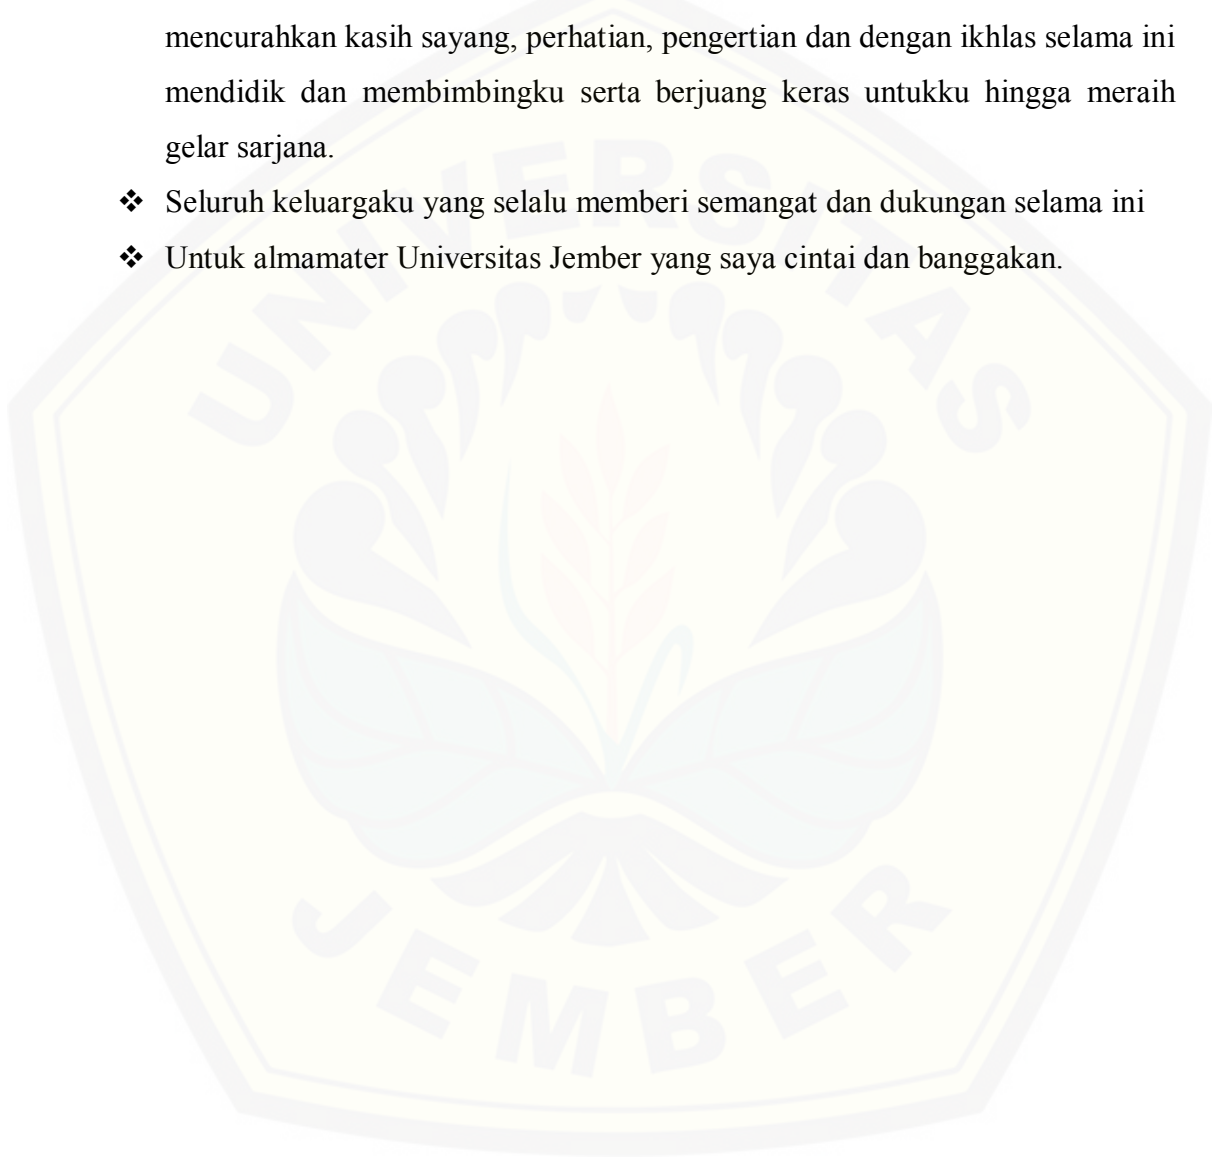 mencurahkan kasih sayang, perhatian, pengertian dan dengan ikhlas selama ini
mendidik dan membimbingku serta berjuang keras untukku hingga meraih
gelar sarjana.
❖ Seluruh keluargaku yang selalu memberi semangat dan dukungan selama ini
❖ Untuk almamater Universitas Jember yang saya cintai dan banggakan.
UNIVERSITAS
JEMBER